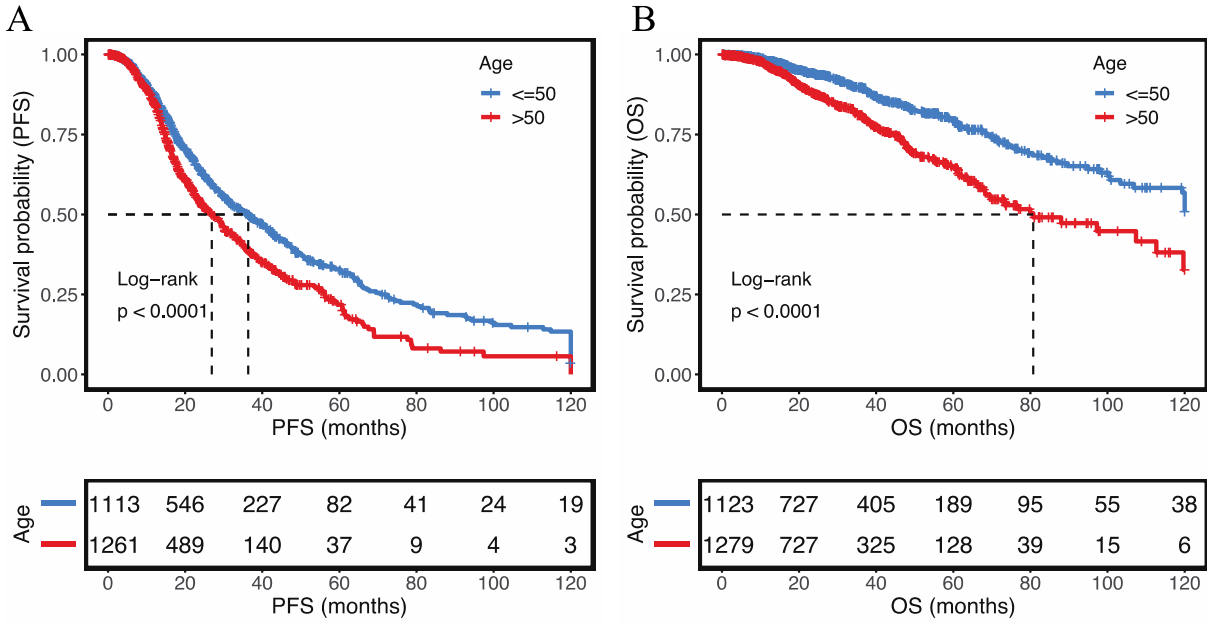 A
Survival probability (PFS)
1.00
0.75
0.50
0.25
0.00
Age
<=50
>50
Log-rank
p < 0.0001
0 20 40 60 80 100 120
PFS (months)
Age
1113 546 227 82 41 24 19
1261 489 140 37 9 4 3
0 20 40 60 80 100 120
PFS (months)
B
Survival probability (OS)
1.00
0.75
0.50
0.25
0.00
Age
<=50
>50
Log-rank
p < 0.0001
0 20 40 60 80 100 120
OS (months)
Age
1123 727 405 189 95 55 38
1279 727 325 128 39 15 6
0 20 40 60 80 100 120
OS (months)